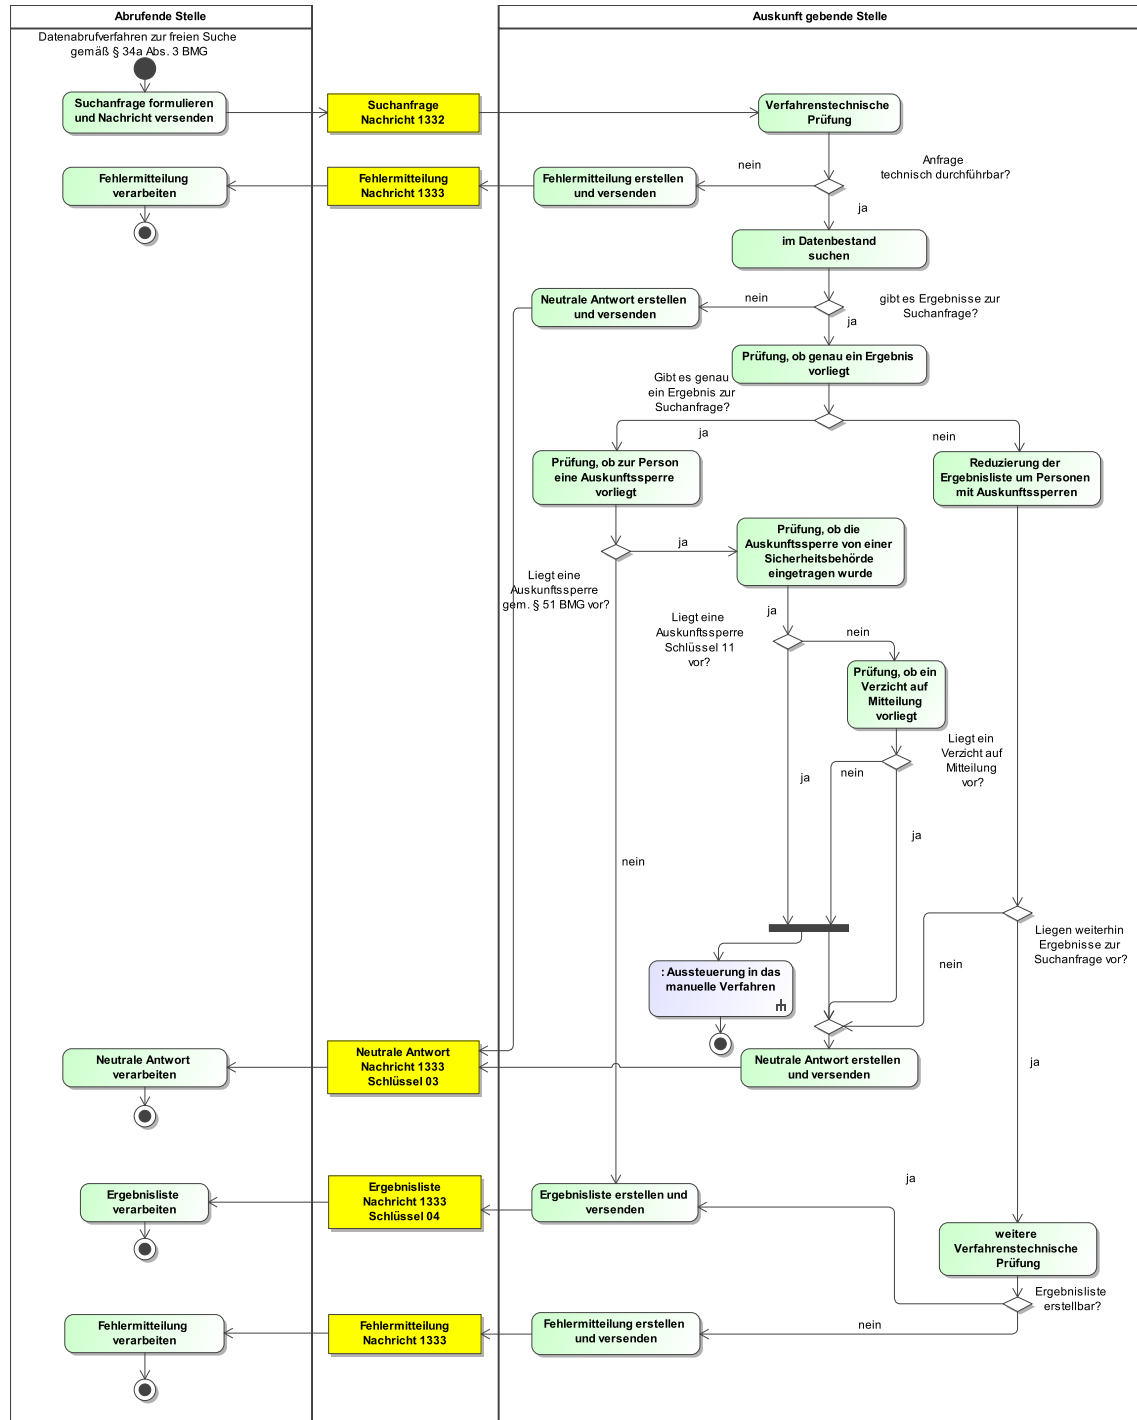 Abrufende Stelle
Auskunft gebende Stelle
Datenabrufverfahren zur freien Suche
gemäß § 34a Abs. 3 BMG
Suchanfrage formulieren
und Nachricht versenden
Suchanfrage
Nachricht 1332
Verfahrenstechnische
Prüfung
Anfrage
technisch durchführbar?
nein
ja
Fehlermitteilung
verarbeiten
Fehlermitteilung
Nachricht 1333
Fehlermitteilung erstellen
und versenden
im Datenbestand
suchen
Neutrale Antwort erstellen
und versenden
nein
gibt es Ergebnisse zur
Suchanfrage?
ja
Prüfung, ob genau ein Ergebnis
vorliegt
Gibt es genau
ein Ergebnis zur
Suchanfrage?
ja
nein
Prüfung, ob zur Person
eine Auskunftssperre
vorliegt
Reduzierung der
Ergebnisliste um Personen
mit Auskunftssperren
ja
Prüfung, ob die
Auskunftssperre von einer
Sicherheitsbehörde
eingetragen wurde
Liegt eine
Auskunftssperre
gem. § 51 BMG vor?
ja
Liegt eine
Auskunftssperre
Schlüssel 11
vor?
nein
Prüfung, ob ein
Verzicht auf
Mitteilung
vorliegt
Liegt ein
Verzicht auf
Mitteilung
vor?
ja
nein
ja
nein
: Aussteuerung in das
manuelle Verfahren
nein
Liegen weiterhin
Ergebnisse zur
Suchanfrage vor?
ja
Neutrale Antwort
verarbeiten
Neutrale Antwort
Nachricht 1333
Schlüssel 03
Neutrale Antwort erstellen
und versenden
Ergebnisliste
verarbeiten
Ergebnisliste
Nachricht 1333
Schlüssel 04
Ergebnisliste erstellen und
versenden
ja
weitere
Verfahrenstechnische
Prüfung
Ergebnisliste
erstellbar?
nein
Fehlermitteilung
verarbeiten
Fehlermitteilung
Nachricht 1333
Fehlermitteilung erstellen
und versenden